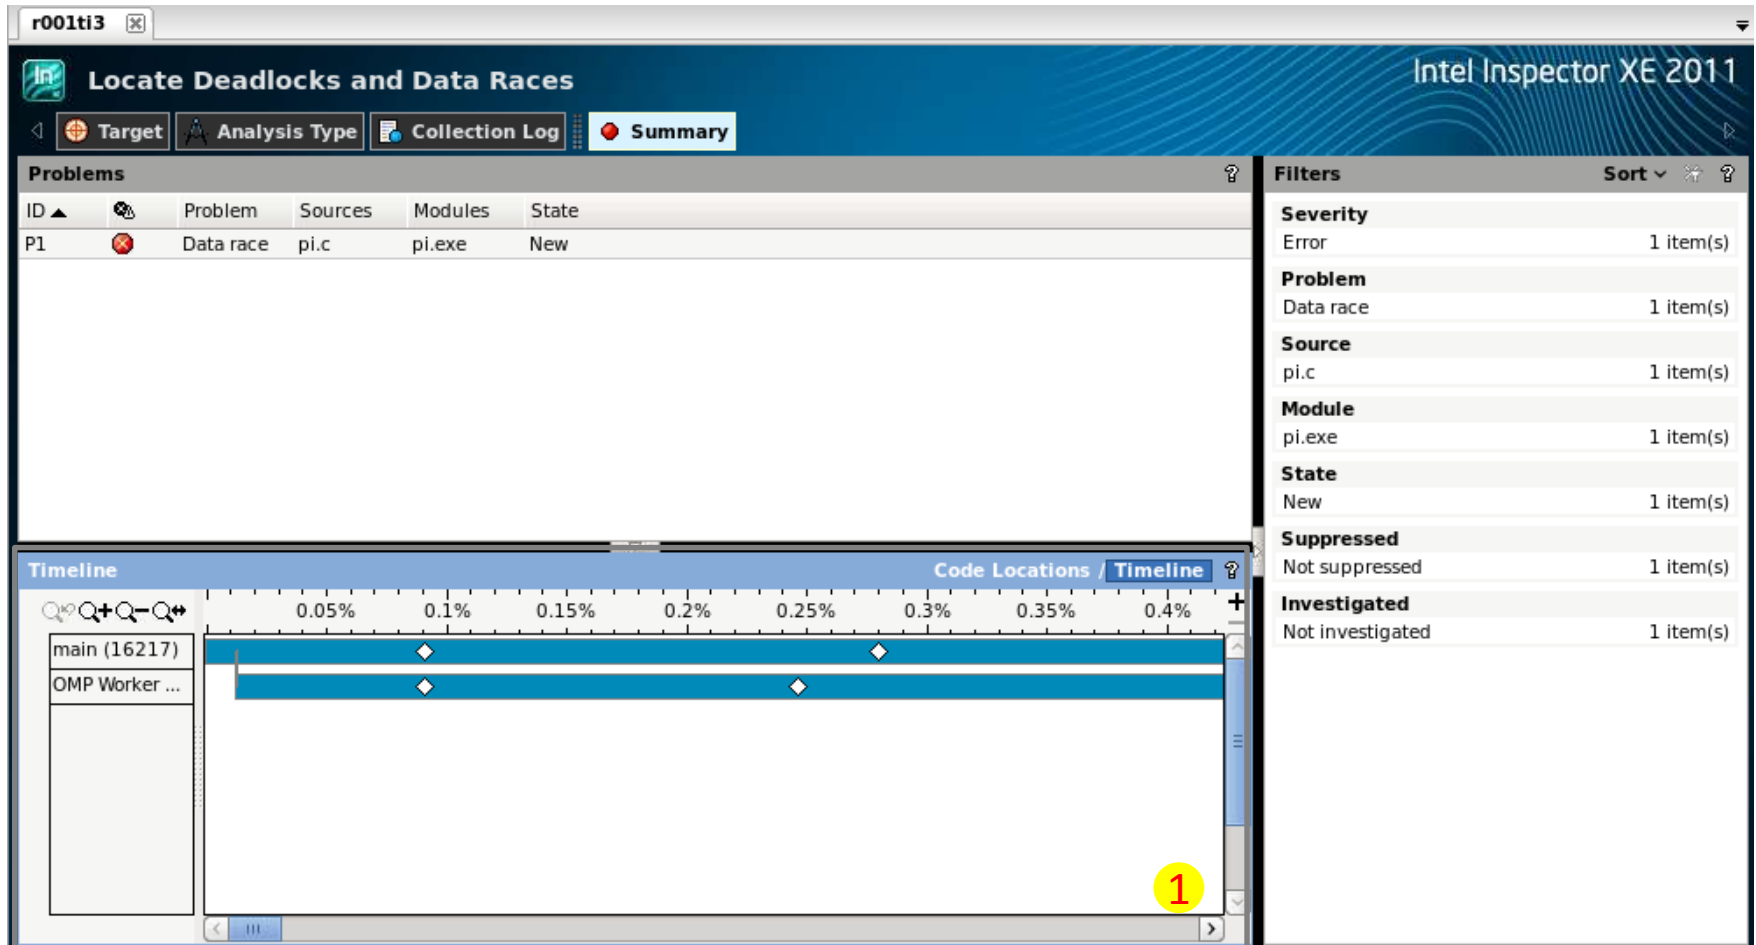 r001ti3
Locate Deadlocks and Data Races
Intel Inspector XE 2011
Target Analysis Type Collection Log Summary
Problems ?
ID Problem Sources Modules State
P1 Data race pi.c pi.exe New
Filters Sort ?
Severity
Error 1 item(s)
Problem
Data race 1 item(s)
Source
pi.c 1 item(s)
Module
pi.exe 1 item(s)
State
New 1 item(s)
Suppressed
Not suppressed 1 item(s)
Investigated
Not investigated 1 item(s)
Timeline Code Locations / Timeline ?
0.05% 0.1% 0.15% 0.2% 0.25% 0.3% 0.35% 0.4%
main (16217)
OMP Worker ...
1